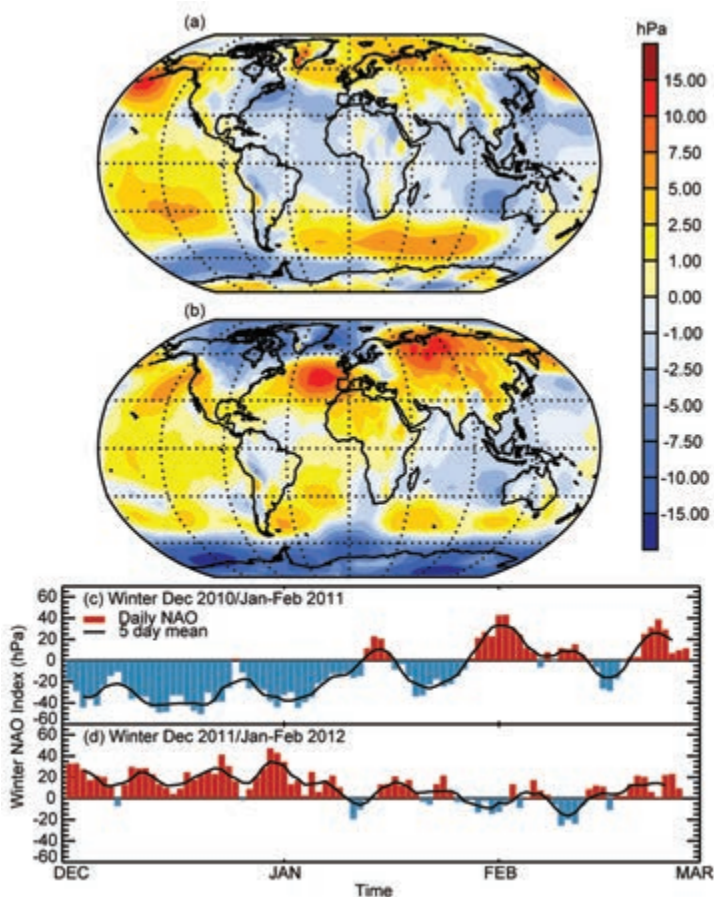 (a)
hPa
15.00
10.00
7.50
5.00
2.50
1.00
0.00
-1.00
-2.50
-5.00
-7.50
-10.00
-15.00
(b)
Winter NAO Index (hPa)
60
40
20
0
-20
-40
-60
(c) Winter Dec 2010/Jan-Feb 2011
Daily NAO
5 day mean
60
40
20
0
-20
-40
-60
(d) Winter Dec 2011/Jan-Feb 2012
DEC
JAN
FEB
MAR
Time